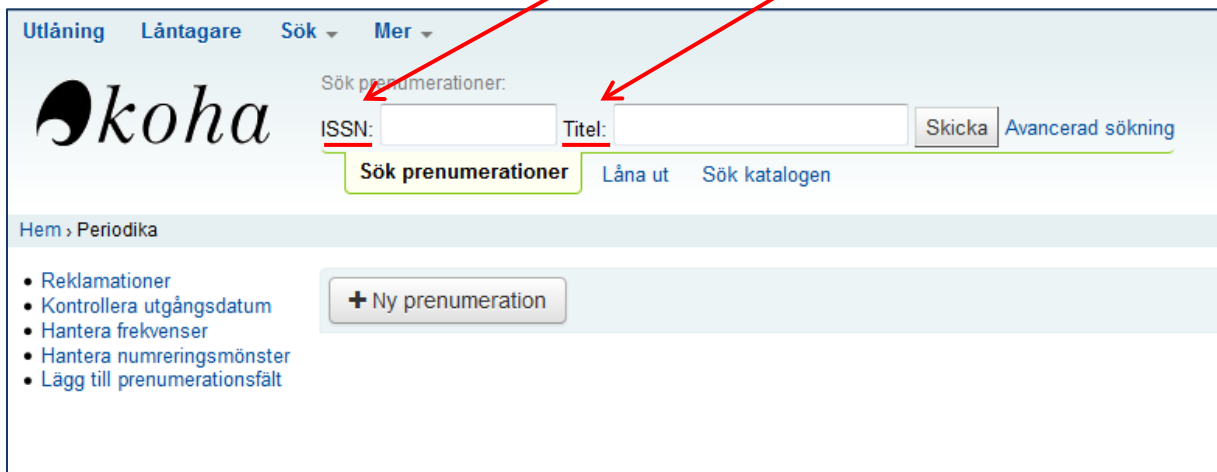 Utlåning Låntagare Sök Mer
koha
Sök prenumerationer:
ISSN: Titel: Skicka Avancerad sökning
Sök prenumerationer Låna ut Sök katalogen
Hem › Periodika
• Reklamationer
• Kontrollera utgångsdatum
• Hantera frekvenser
• Hantera numreringsmönster
• Lägg till prenumerationsfält
+ Ny prenumeration